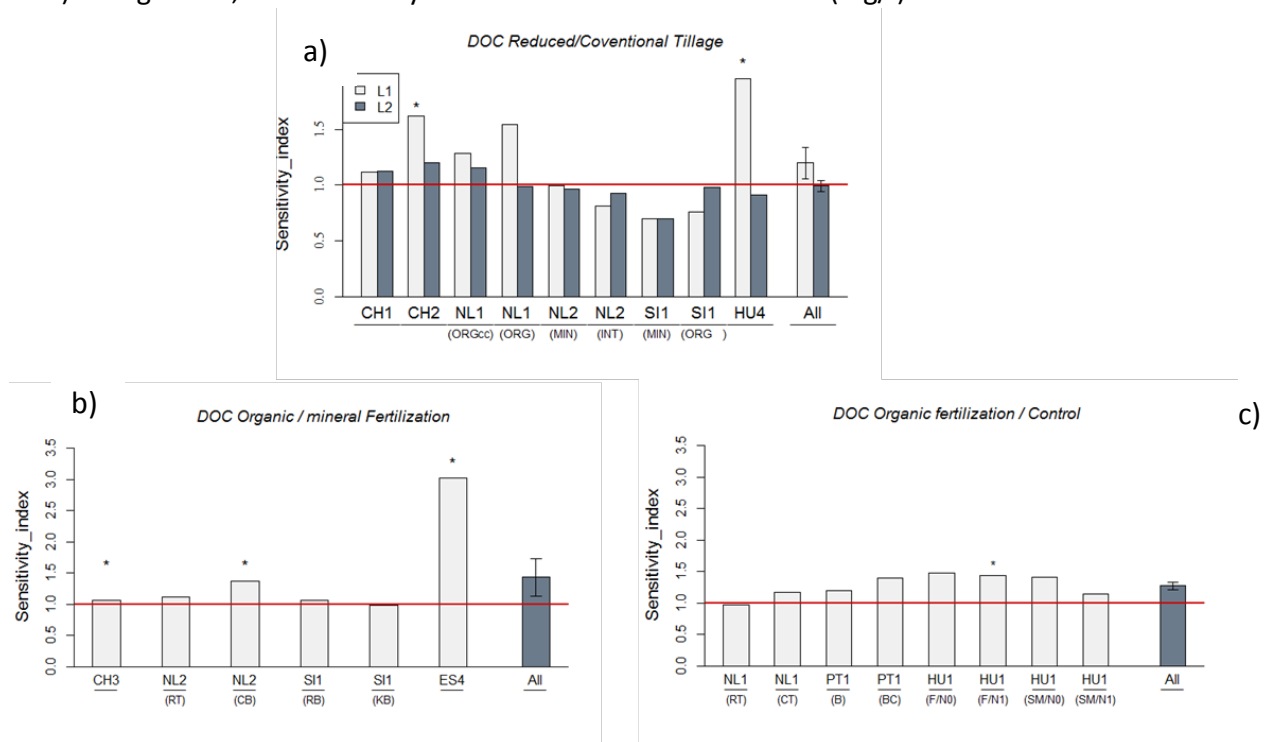 a)
DOC Reduced/Coventional Tillage
L1
L2
Sensitivity_index
1.5
1.0
0.5
0.0
* *
CH1 CH2 NL1 NL1 NL2 NL2 SI1 SI1 HU4 All
(ORGcc) (ORG) (MIN) (INT) (MIN) (ORG )
b)
DOC Organic / mineral Fertilization
Sensitivity_index
3.5
3.0
2.5
2.0
1.5
1.0
0.5
0.0
* * *
CH3 NL2 NL2 SI1 SI1 ES4 All
(RT) (CB) (RB) (KB)
c)
DOC Organic fertilization / Control
Sensitivity_index
3.5
3.0
2.5
2.0
1.5
1.0
0.5
0.0
*
NL1 NL1 PT1 PT1 HU1 HU1 HU1 HU1 All
(RT) (CT) (B) (BC) (F/N0) (F/N1) (SM/N0) (SM/N1)